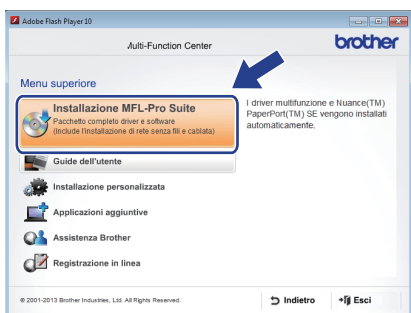 Adobe Flash Player 10
Multi-Function Center
brother
Menu superiore
Installazione MFL-Pro Suite
Pacchetto completo driver e software
(Include l'installazione di rete senza fili e cablata)
I driver multifunzione e Nuance(TM)
PaperPort(TM) SE vengono installati
automaticamente.
Guide dell'utente
Installazione personalizzata
Applicazioni aggiuntive
Assistenza Brother
Registrazione in linea
© 2001-2013 Brother Industries, Ltd. All Rights Reserved.
Indietro
Esci